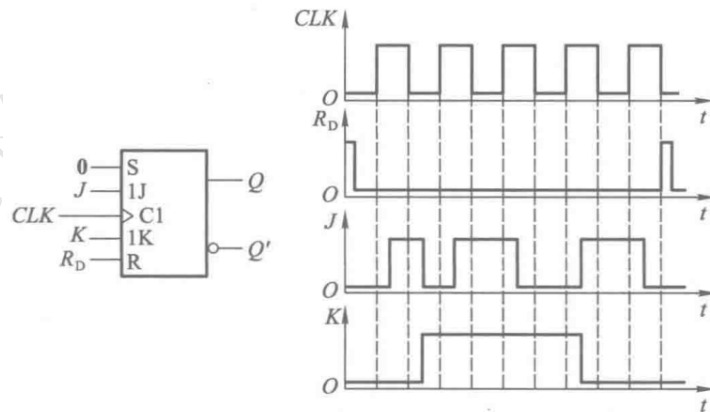 0 S
J 1J Q
CLK C1
K 1K Q′
R_D R
CLK
O t
R_D
O t
J
O t
K
O t